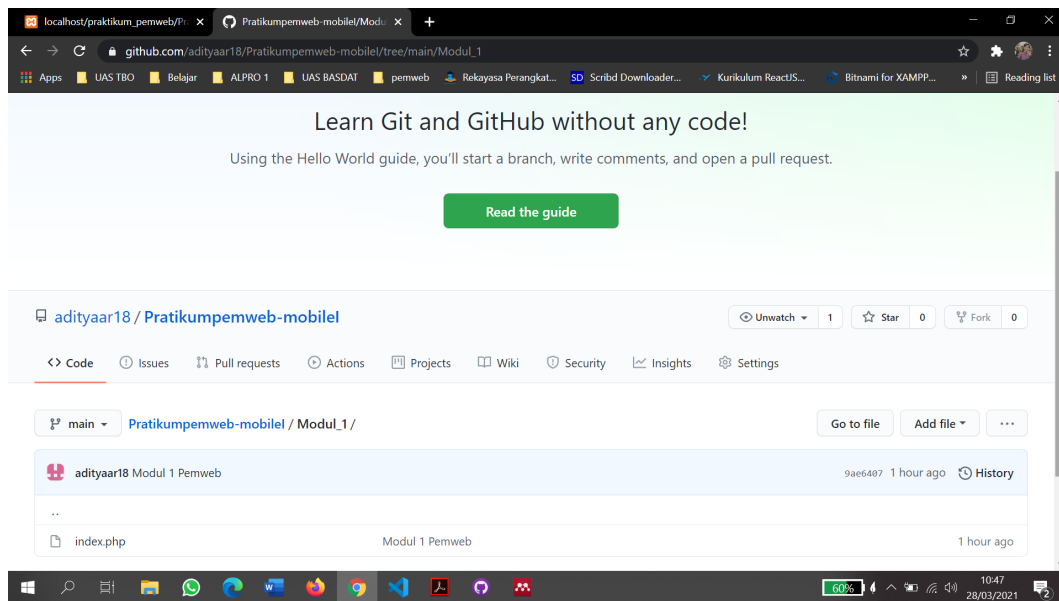 localhost/praktikum_pemweb/Pr
Pratikumpemweb-mobileI/Modu
github.com/adityaar18/Pratikumpemweb-mobileI/tree/main/Modul_1
Apps UAS TBO Belajar ALPRO 1 UAS BASDAT pemweb Rekayasa Perangkat... SD Scribd Downloader... Kurikulum ReactJS... Bitnami for XAMPP... » Reading list
Learn Git and GitHub without any code!
Using the Hello World guide, you’ll start a branch, write comments, and open a pull request.
Read the guide
adityaar18 / Pratikumpemweb-mobileI
Unwatch 1 Star 0 Fork 0
Code Issues Pull requests Actions Projects Wiki Security Insights Settings
main Pratikumpemweb-mobileI / Modul_1 /
Go to file Add file ...
adityaar18 Modul 1 Pemweb 9ae6407 1 hour ago History
..
index.php Modul 1 Pemweb 1 hour ago
60% 10:47
28/03/2021 2